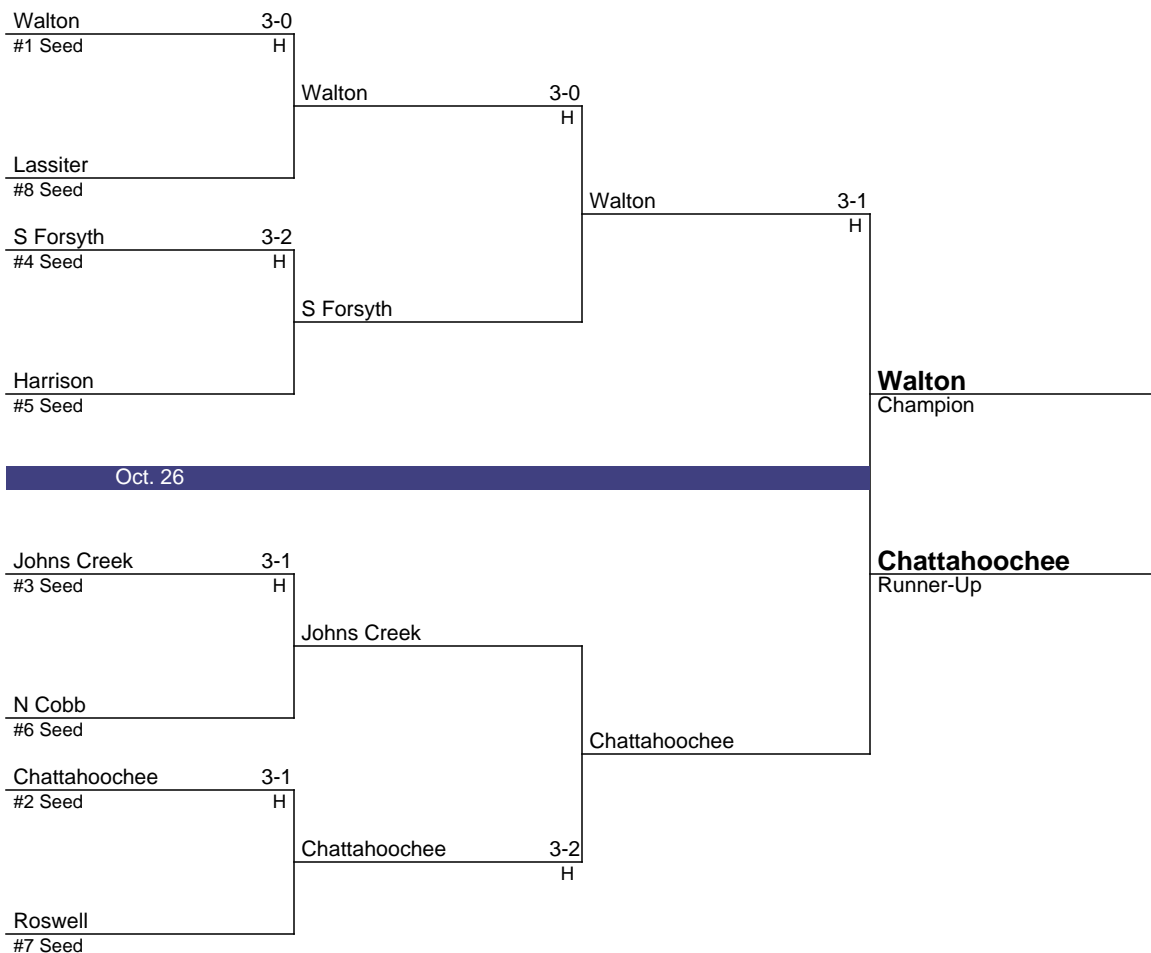 Walton 3-0
#1 Seed H
Walton 3-0
H
Lassiter
#8 Seed
Walton 3-1
H
S Forsyth 3-2
#4 Seed H
S Forsyth
Harrison
#5 Seed
Walton
Champion
Oct. 26
Johns Creek 3-1
#3 Seed H
Chattahoochee
Runner-Up
Johns Creek
N Cobb
#6 Seed
Chattahoochee
Chattahoochee 3-1
#2 Seed H
Chattahoochee 3-2
H
Roswell
#7 Seed